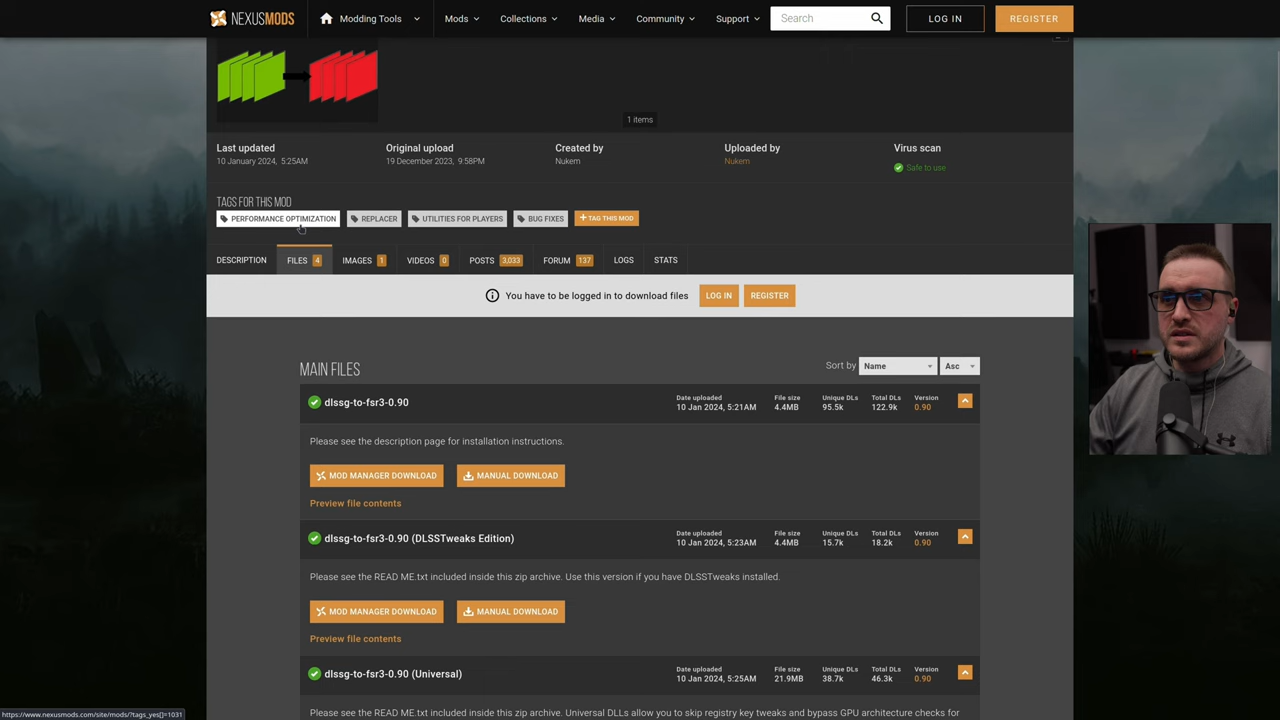 NEXUSMODS
Modding Tools
Mods
Collections
Media
Community
Support
Search
LOG IN
REGISTER
1 items
Last updated
10 January 2024, 5:25AM
Original upload
19 December 2023, 9:58PM
Created by
Nukem
Uploaded by
Nukem
Virus scan
Safe to use
TAGS FOR THIS MOD
PERFORMANCE OPTIMIZATION
REPLACER
UTILITIES FOR PLAYERS
BUG FIXES
+ TAG THIS MOD
DESCRIPTION
FILES 4
IMAGES 1
VIDEOS 0
POSTS 3,033
FORUM 137
LOGS
STATS
You have to be logged in to download files
LOG IN
REGISTER
MAIN FILES
Sort by
Name
Asc
dlssg-to-fsr3-0.90
Date uploaded
10 Jan 2024, 5:21AM
File size
4.4MB
Unique DLs
95.5k
Total DLs
122.9k
Version
0.90
Please see the description page for installation instructions.
MOD MANAGER DOWNLOAD
MANUAL DOWNLOAD
Preview file contents
dlssg-to-fsr3-0.90 (DLSSTweaks Edition)
Date uploaded
10 Jan 2024, 5:23AM
File size
4.4MB
Unique DLs
15.7k
Total DLs
18.2k
Version
0.90
Please see the READ ME.txt included inside this zip archive. Use this version if you have DLSSTweaks installed.
MOD MANAGER DOWNLOAD
MANUAL DOWNLOAD
Preview file contents
dlssg-to-fsr3-0.90 (Universal)
Date uploaded
10 Jan 2024, 5:25AM
File size
21.9MB
Unique DLs
38.7k
Total DLs
46.3k
Version
0.90
Please see the READ ME.txt included inside this zip archive. Universal DLLs allow you to skip registry key tweaks and bypass GPU architecture checks for
https://www.nexusmods.com/site/mods/?tags_yes[]=1031